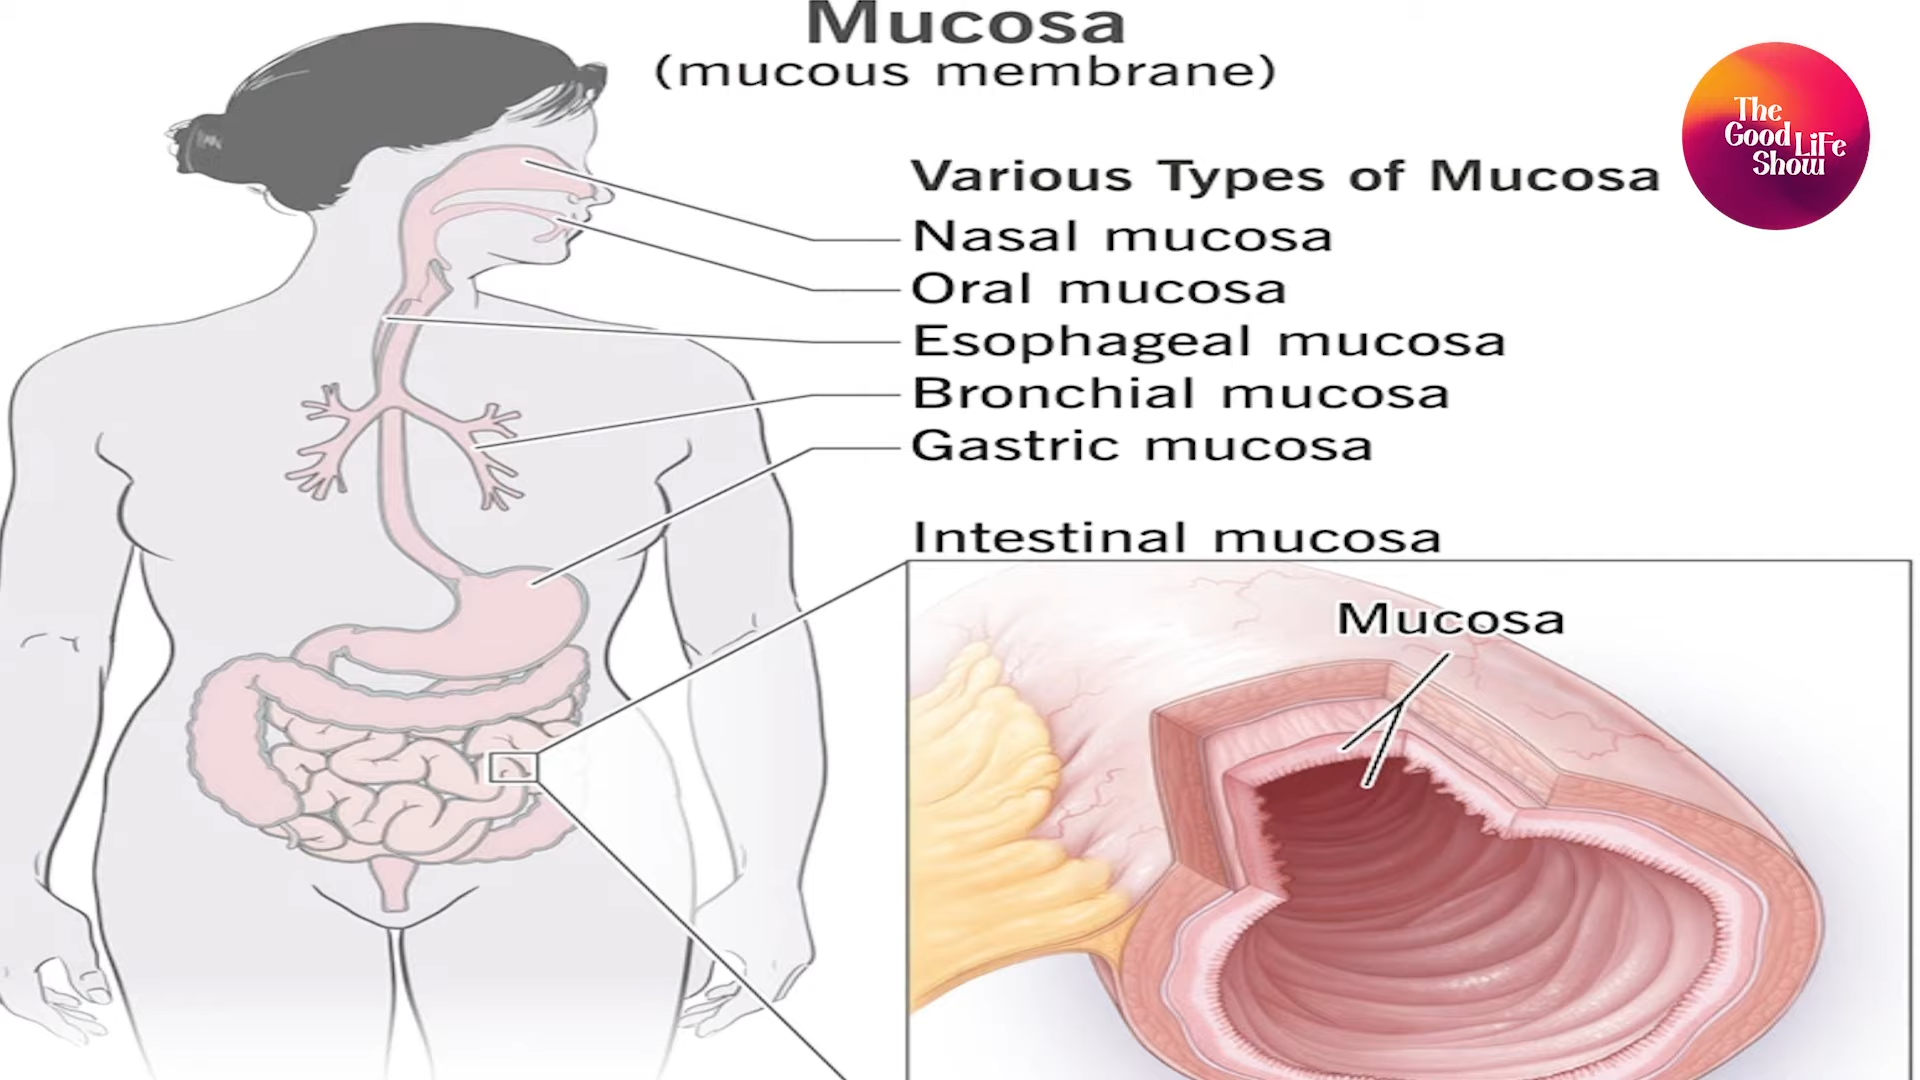 Mucosa
(mucous membrane)
The
Good LiFe
Show
Various Types of Mucosa
Nasal mucosa
Oral mucosa
Esophageal mucosa
Bronchial mucosa
Gastric mucosa
Intestinal mucosa
Mucosa